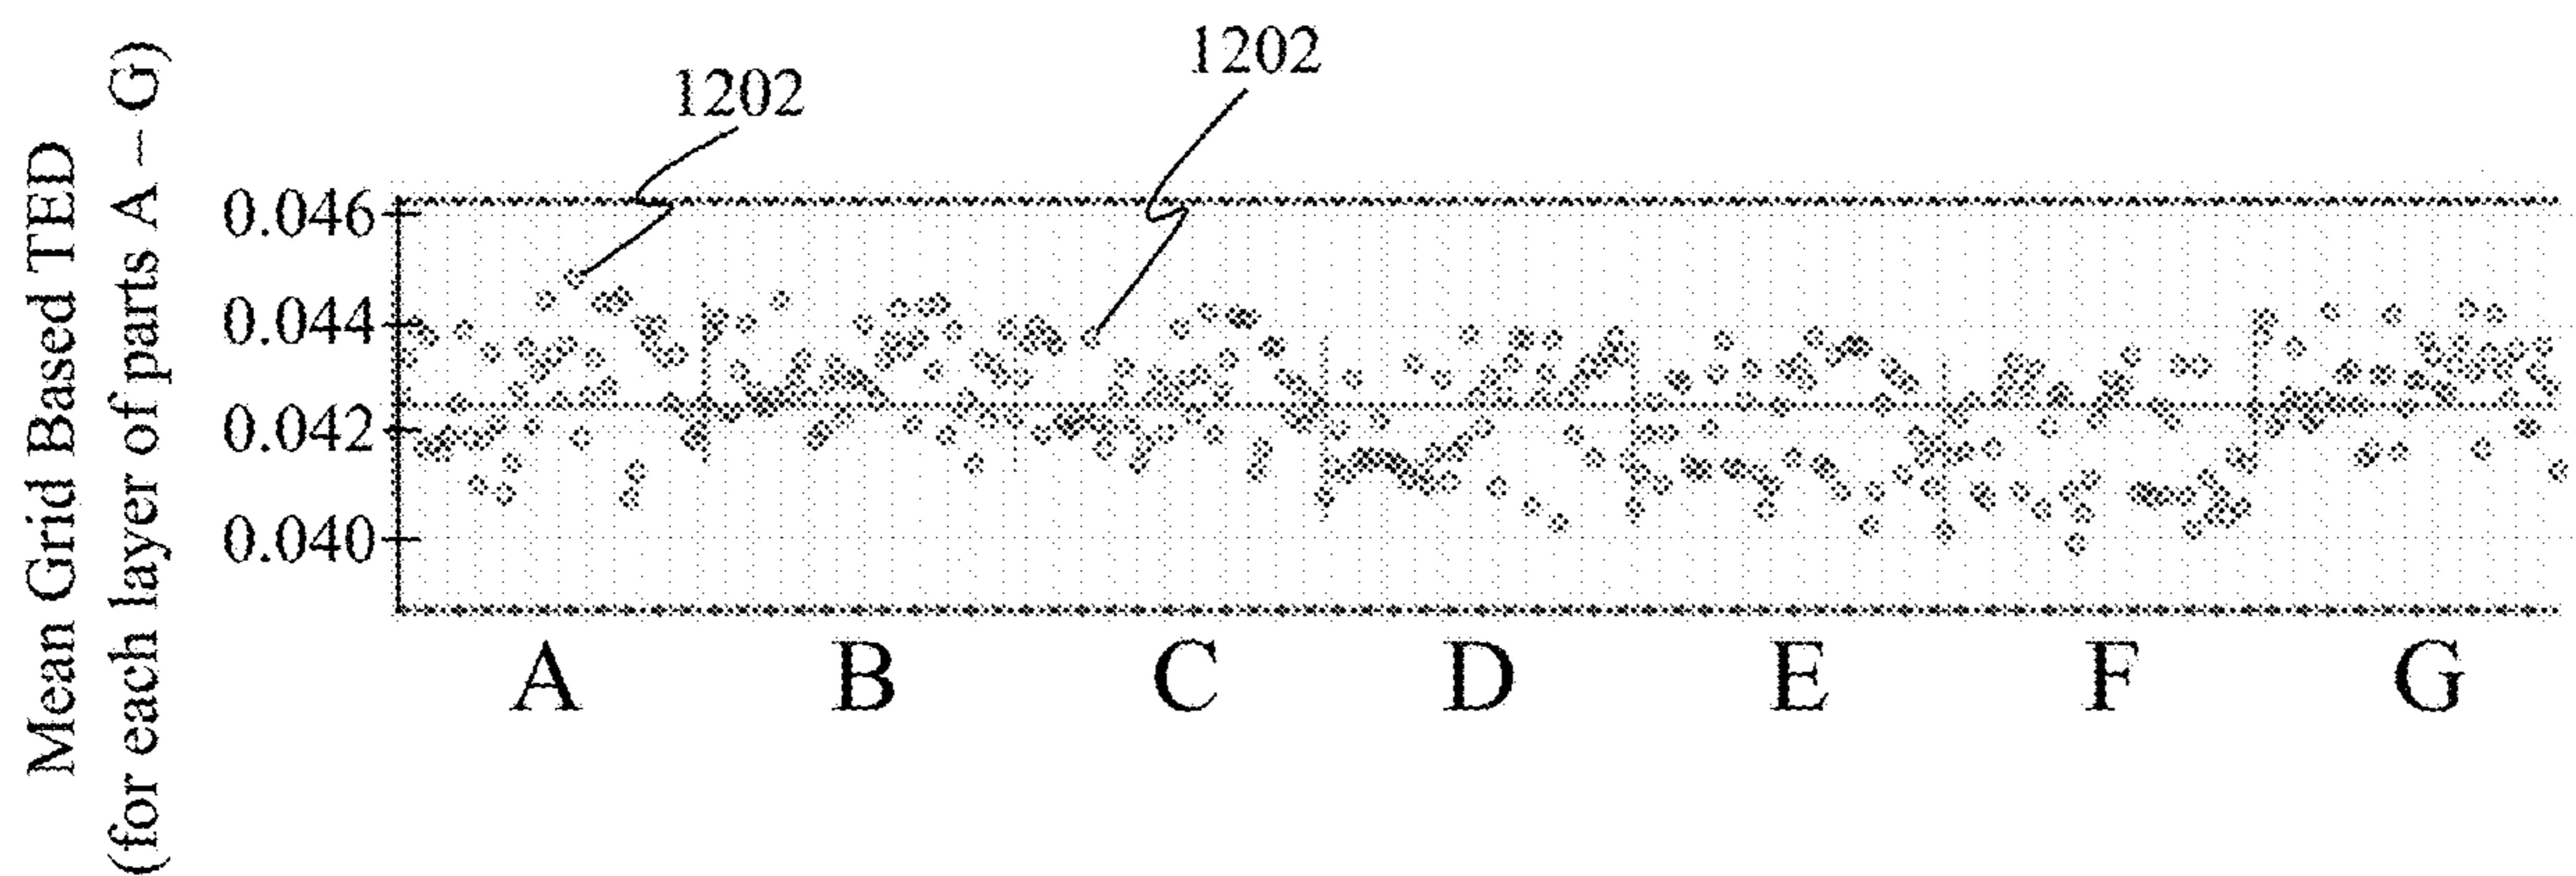 Mean Grid Based TED
(for each layer of parts A – G)
1202
1202
0.046
0.044
0.042
0.040
A B C D E F G